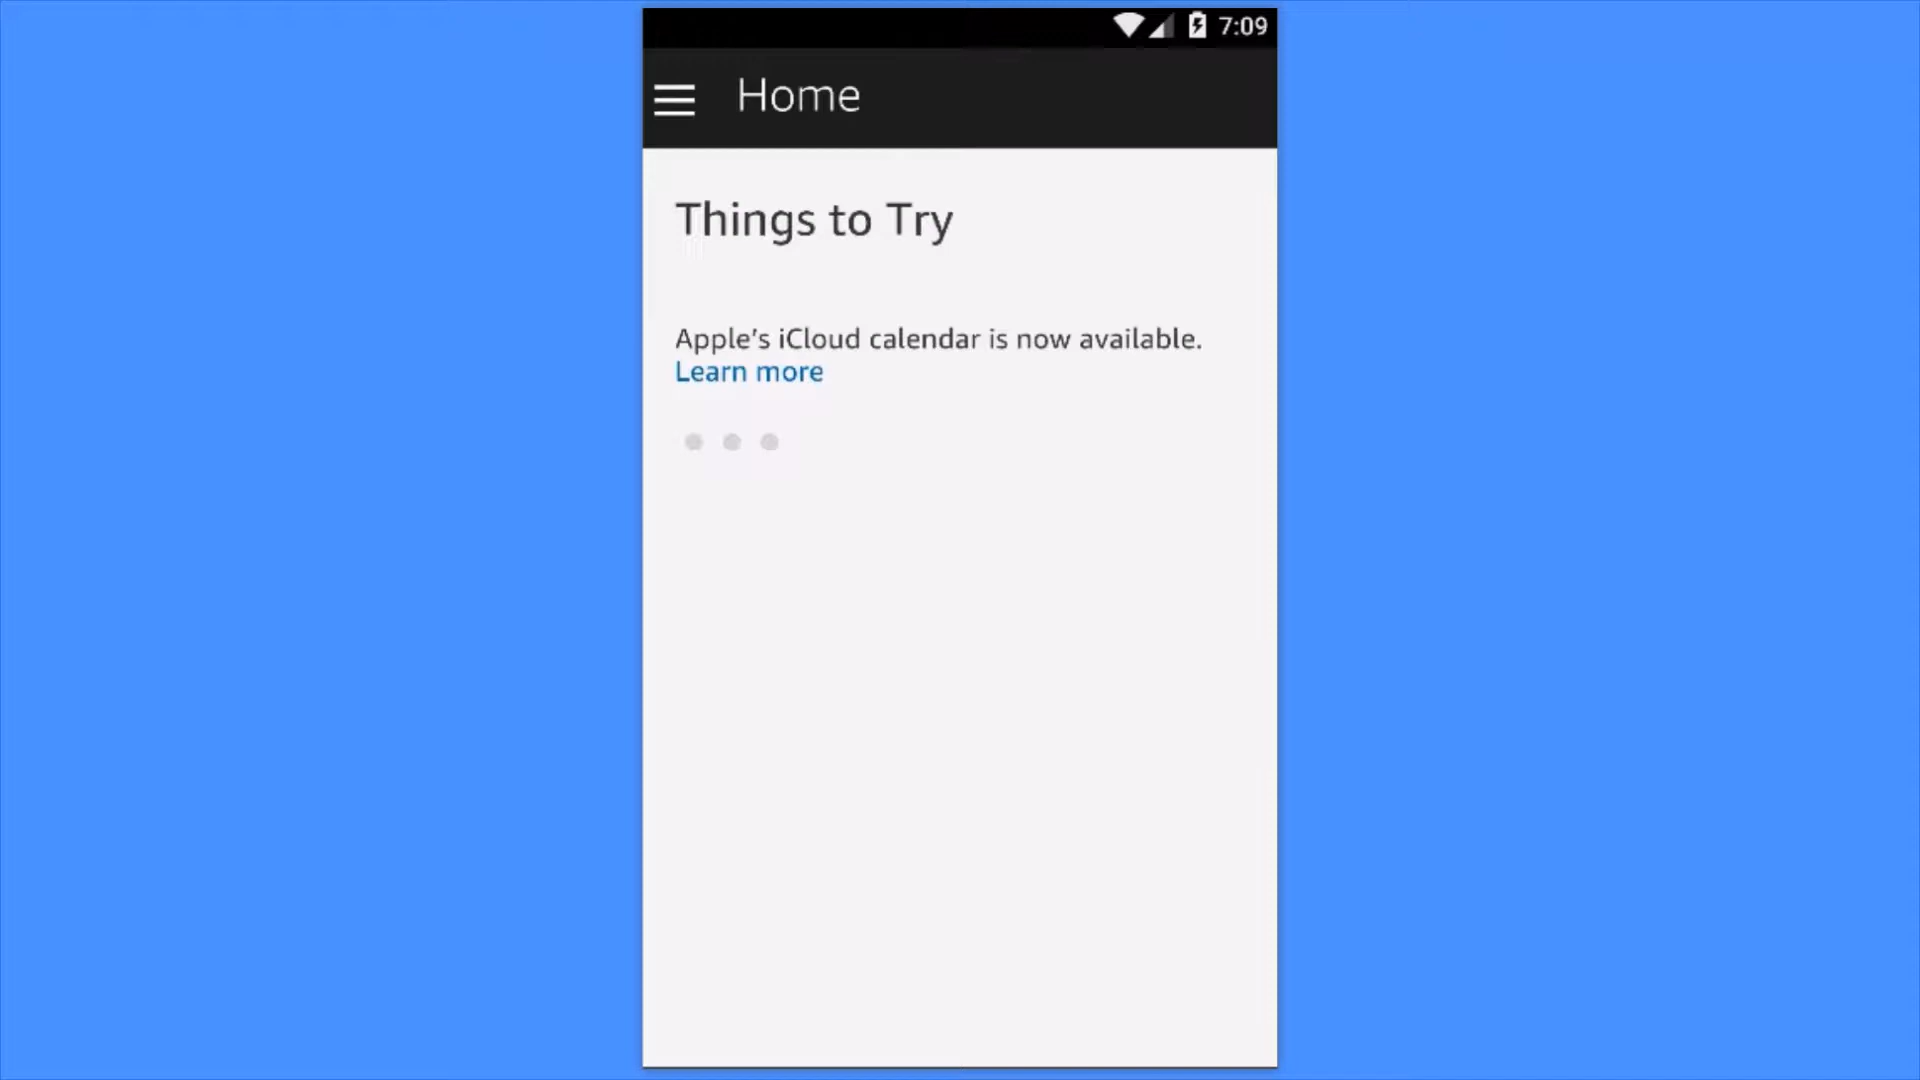 7:09
Home
Things to Try
Apple's iCloud calendar is now available.
Learn more